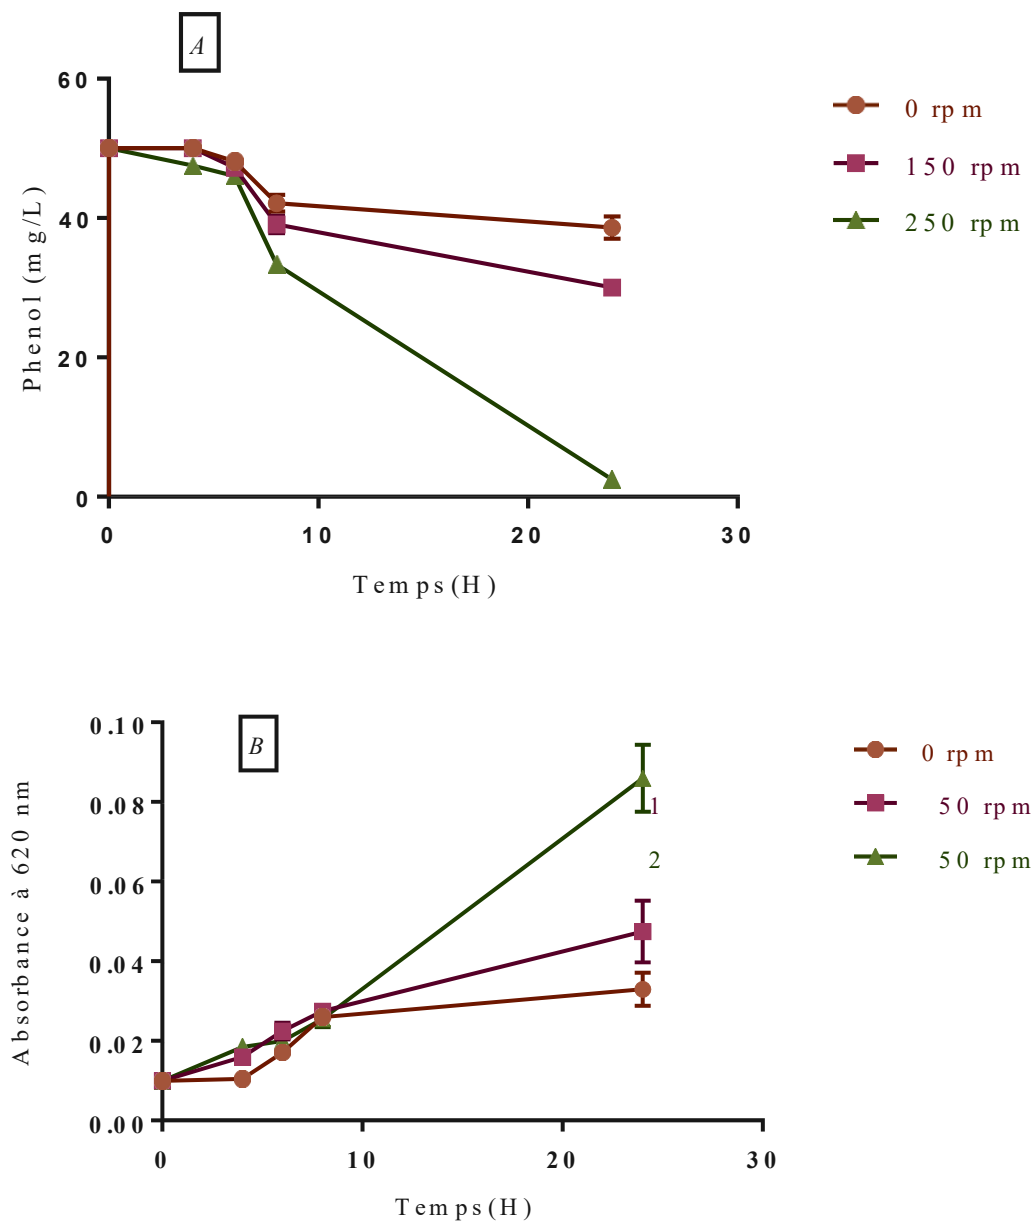 A
60
40
20
0
Phenol (mg/L)
0 10 20 30
Temps(H)
0 rpm
150 rpm
250 rpm
B
0.10
0.08
0.06
0.04
0.02
0.00
Absorbance à 620 nm
0 10 20 30
Temps(H)
1
2
0 rpm
50 rpm
50 rpm